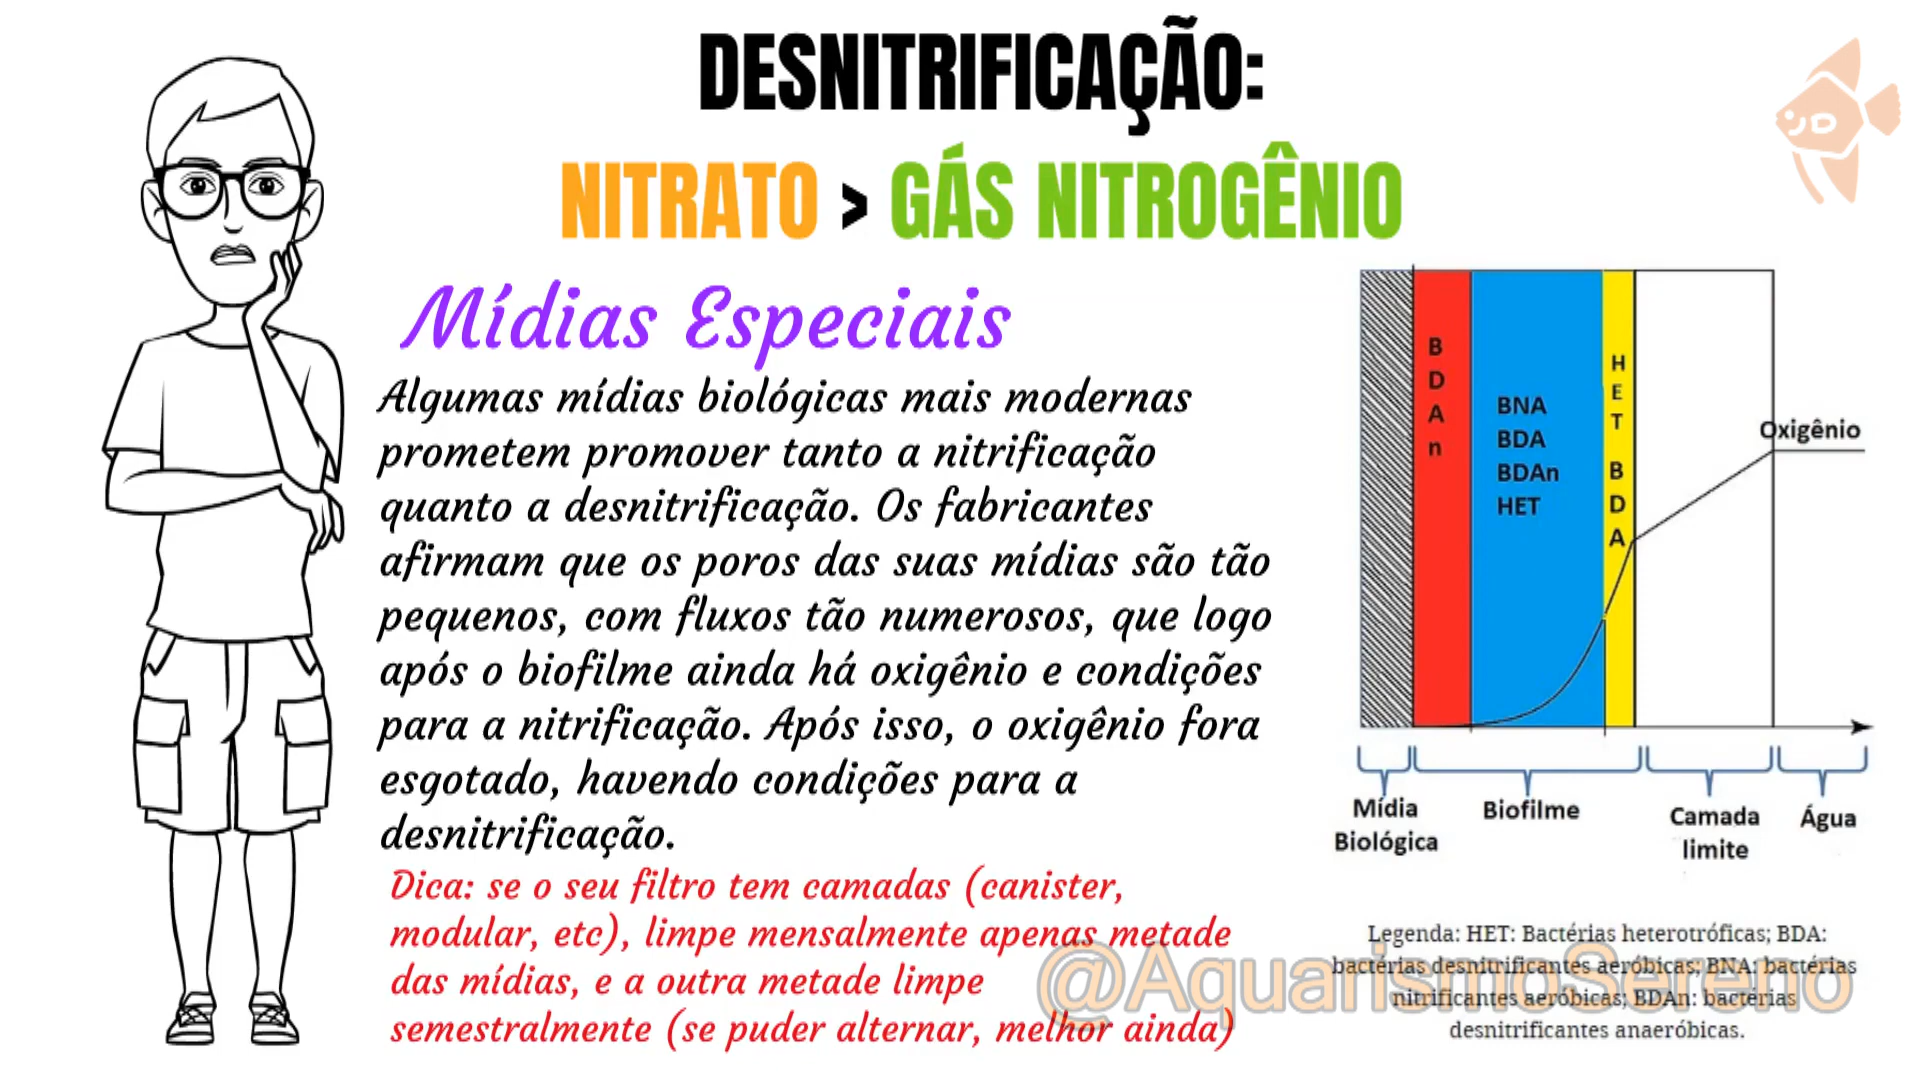 DESNITRIFICAÇÃO:
NITRATO > GÁS NITROGÊNIO
JD
Mídias Especiais
Algumas mídias biológicas mais modernas
prometem promover tanto a nitrificação
quanto a desnitrificação. Os fabricantes
afirmam que os poros das suas mídias são tão
pequenos, com fluxos tão numerosos, que logo
após o biofilme ainda há oxigênio e condições
para a nitrificação. Após isso, o oxigênio fora
esgotado, havendo condições para a
desnitrificação.
Dica: se o seu filtro tem camadas (canister,
modular, etc), limpe mensalmente apenas metade
das mídias, e a outra metade limpe
semestralmente (se puder alternar, melhor ainda)
B
D
A
n
BNA
BDA
BDAn
HET
H
E
T
B
D
A
Oxigênio
Mídia
Biológica
Biofilme
Camada
limite
Água
Legenda: HET: Bactérias heterotróficas; BDA:
bactérias desnitrificantes aeróbicas; BNA: bactérias
nitrificantes aeróbicas; BDAn: bactérias
desnitrificantes anaeróbicas.
@AquarismoSereno